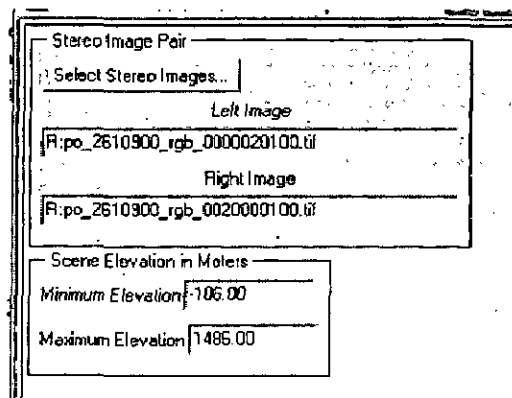 Stereo Image Pair
Select Stereo Images...
Left Image
R:po_2610900_rgb_0000020100.tif
Right Image
R:po_2610900_rgb_0020000100.tif
Scene Elevation in Meters
Minimum Elevation -106.00
Maximum Elevation 1486.00